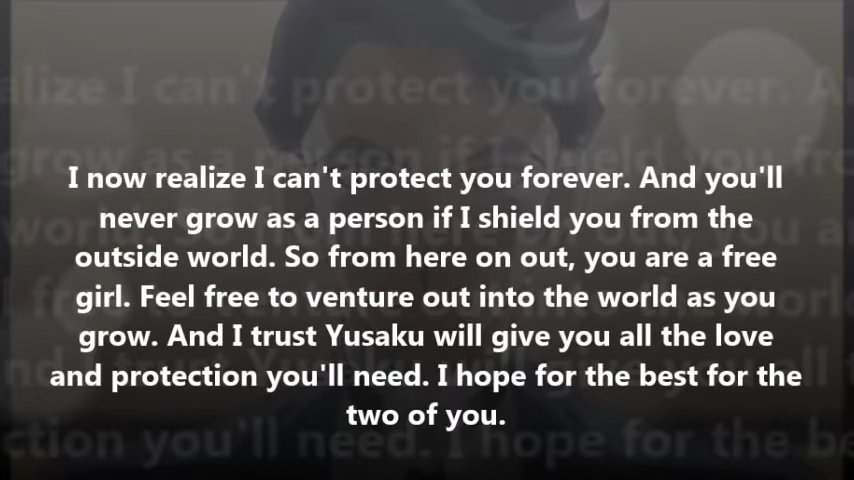 I now realize I can't protect you forever. And you'll
never grow as a person if I shield you from the
outside world. So from here on out, you are a free
girl. Feel free to venture out into the world as you
grow. And I trust Yusaku will give you all the love
and protection you'll need. I hope for the best for the
two of you.